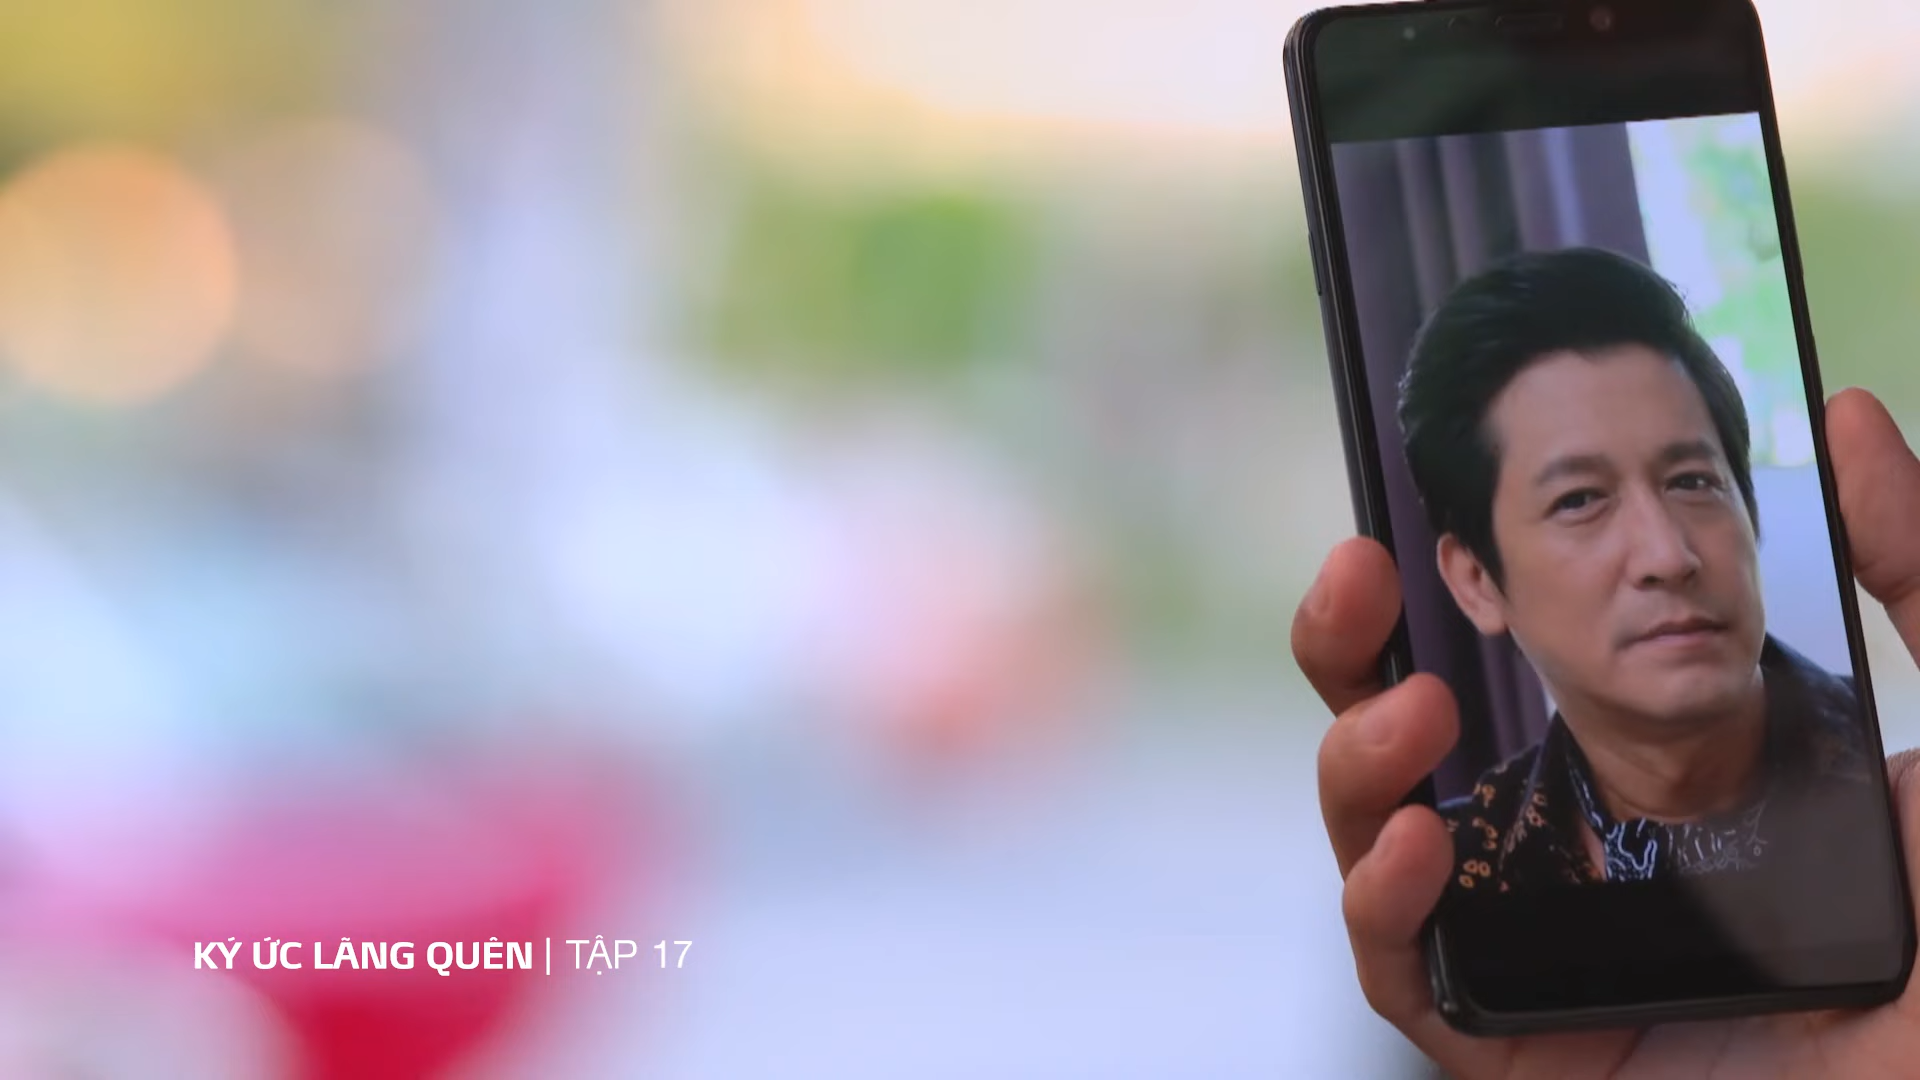 KÝ ỨC LÃNG QUÊN | TẬP 17